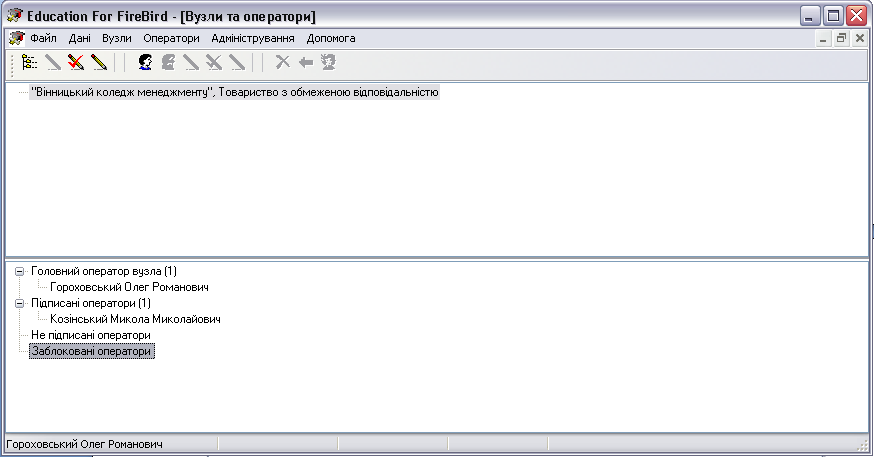 Education For FireBird - [Вузли та оператори]
Файл Дані Вузли Оператори Адміністрування Допомога
"Вінницький коледж менеджменту", Товариство з обмеженою відповідальністю
Головний оператор вузла (1)
Гороховський Олег Романович
Підписані оператори (1)
Козінський Микола Миколайович
Не підписані оператори
Заблоковані оператори
Гороховський Олег Романович